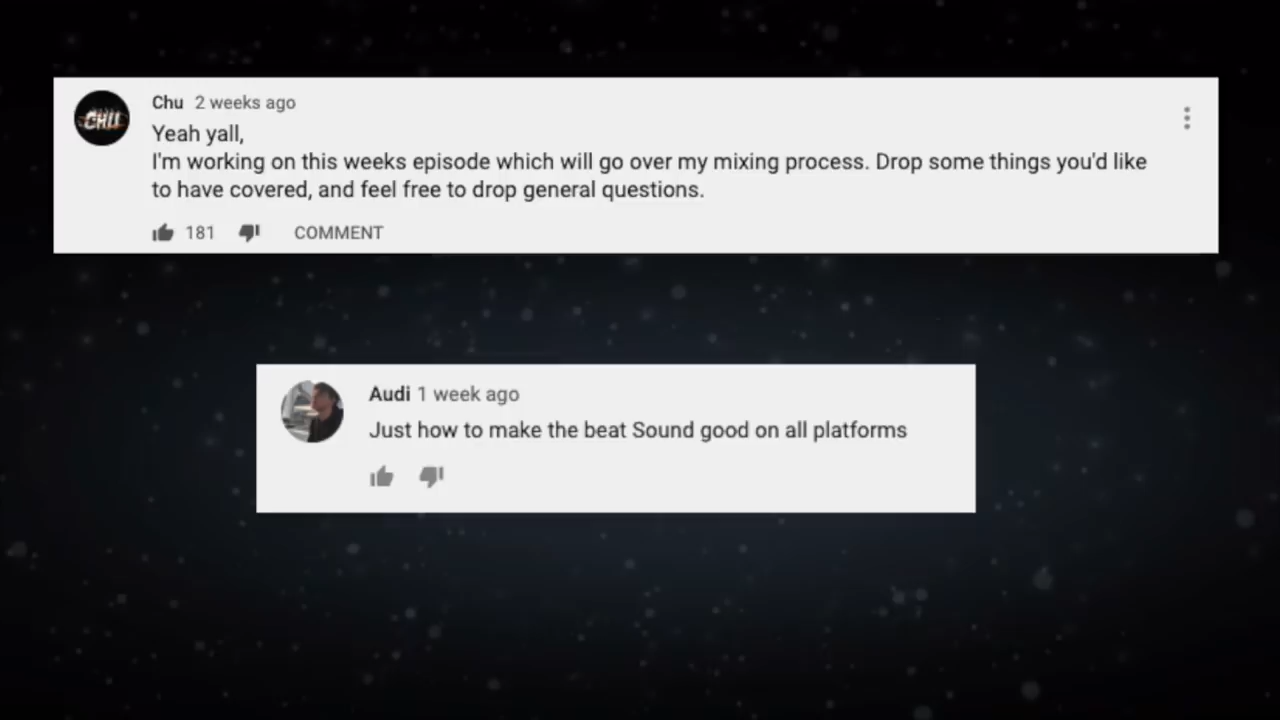 CHU
Chu 2 weeks ago
Yeah yall,
I'm working on this weeks episode which will go over my mixing process. Drop some things you'd like
to have covered, and feel free to drop general questions.
181 COMMENT
Audi 1 week ago
Just how to make the beat Sound good on all platforms